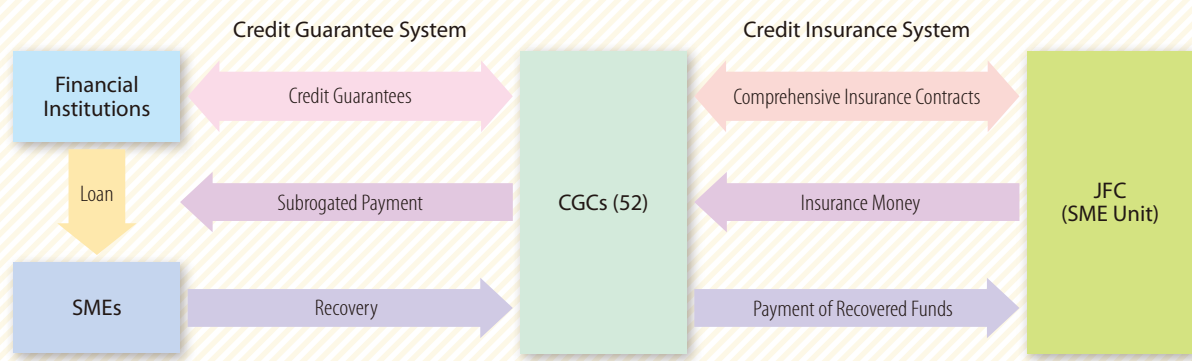 Credit Guarantee System
Credit Insurance System
Financial
Institutions
Credit Guarantees
Comprehensive Insurance Contracts
Loan
Subrogated Payment
CGCs (52)
Insurance Money
JFC
(SME Unit)
SMEs
Recovery
Payment of Recovered Funds